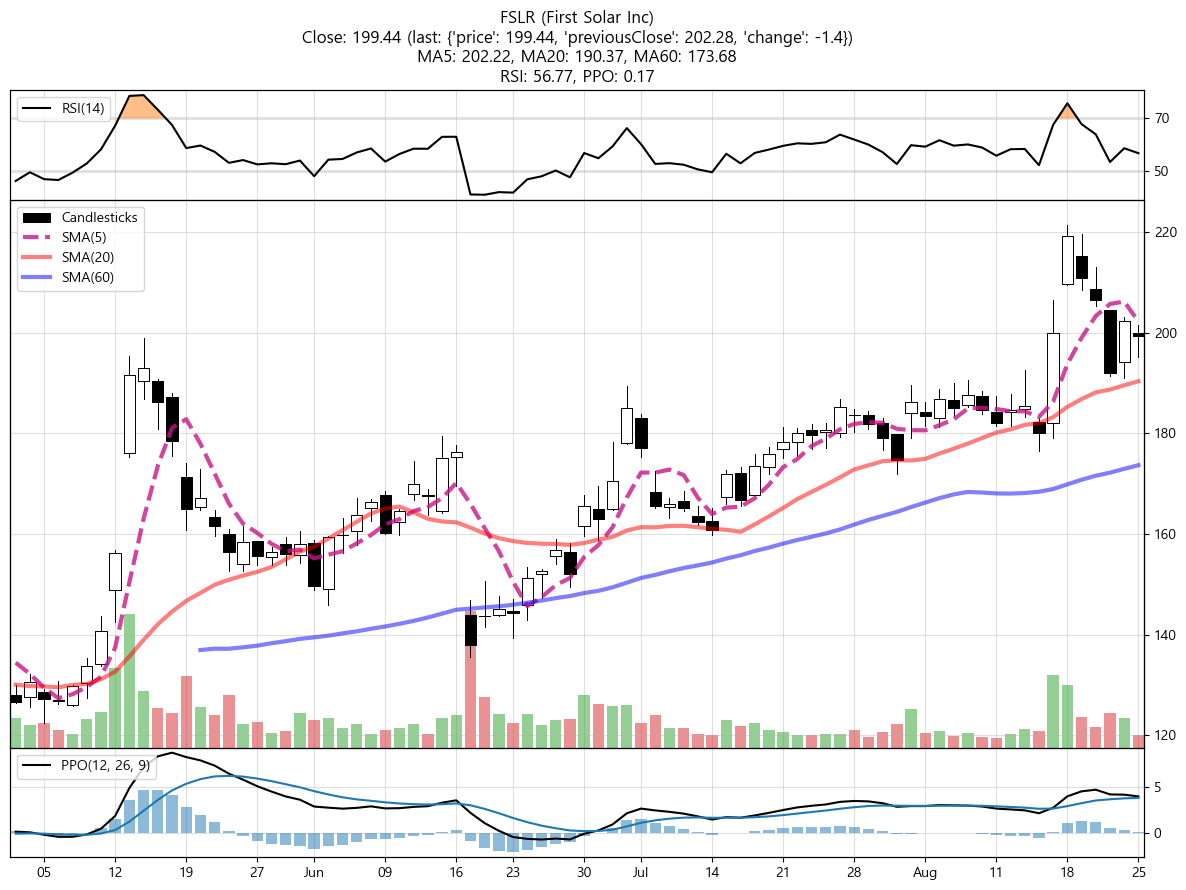 FSLR (First Solar Inc)
Close: 199.44 (last: {'price': 199.44, 'previousClose': 202.28, 'change': -1.4})
MA5: 202.22, MA20: 190.37, MA60: 173.68
RSI: 56.77, PPO: 0.17
RSI(14)
70
50
Candlesticks
SMA(5)
SMA(20)
SMA(60)
220
200
180
160
140
120
PPO(12, 26, 9)
5
0
05 12 19 27 Jun 09 16 23 30 Jul 14 21 28 Aug 11 18 25